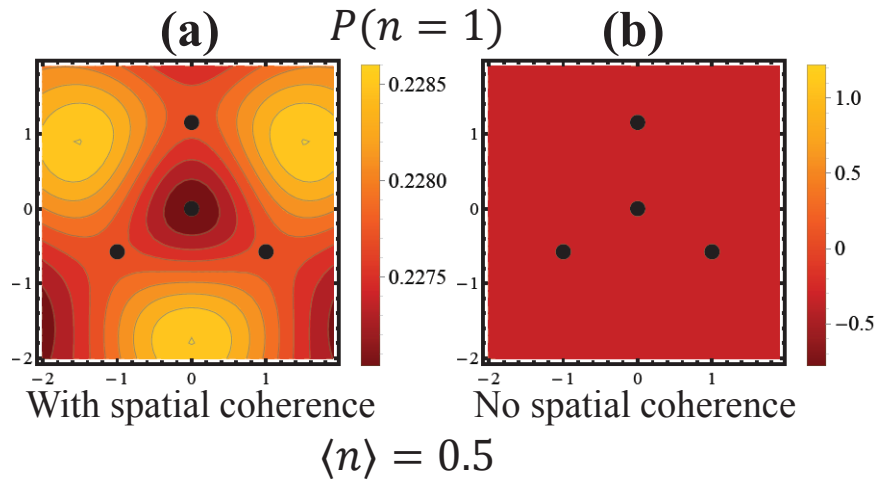 (a) P(n = 1) (b)
0.2285
0.2280
0.2275
1
0
−1
−2
−2 −1 0 1
1.0
0.5
0
−0.5
1
0
−1
−2
−2 −1 0 1
With spatial coherence
No spatial coherence
⟨n⟩ = 0.5